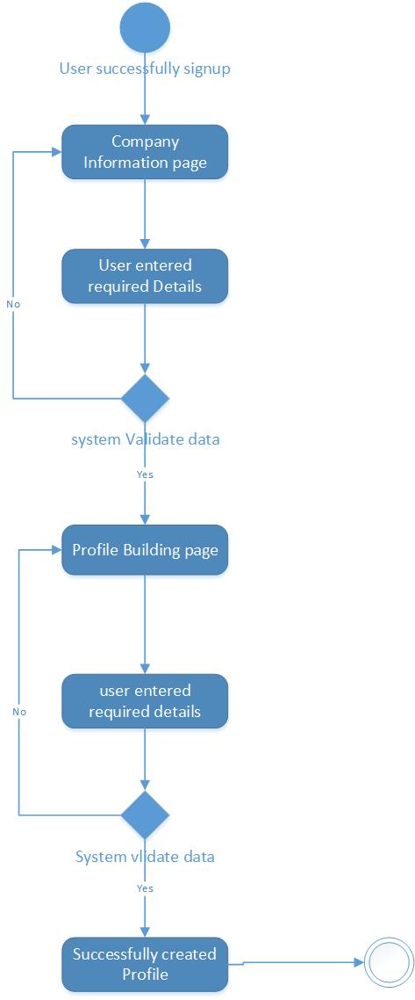 User successfully signup
Company
Information page
User entered
required Details
No
system Validate data
Yes
Profile Building page
user entered
required details
No
System vlidate data
Yes
Successfully created
Profile